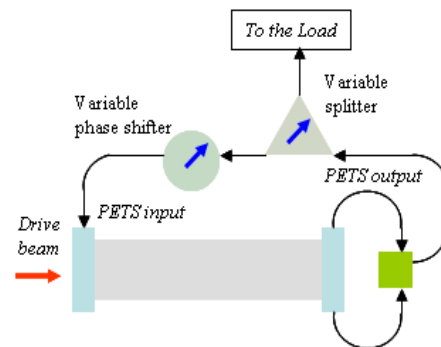 To the Load
Variable
splitter
Variable
phase shifter
PETS output
PETS input
Drive
beam